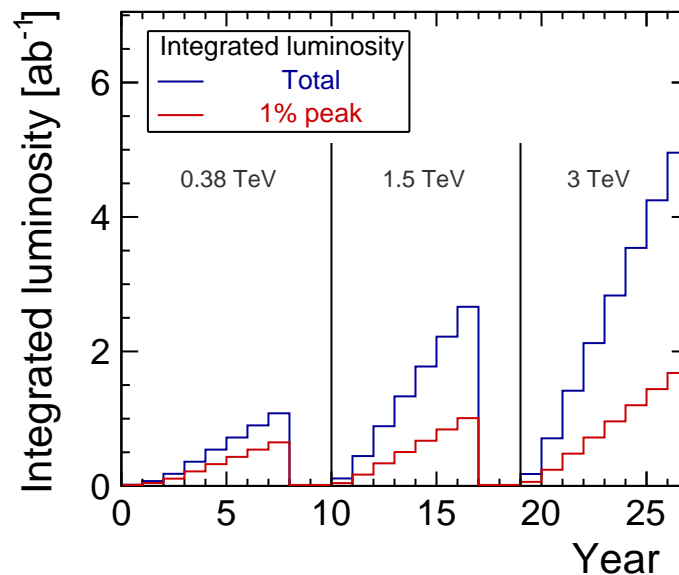 Integrated luminosity [ab⁻¹]
6
4
2
0
Integrated luminosity
Total
1% peak
0.38 TeV
1.5 TeV
3 TeV
0 5 10 15 20 25
Year